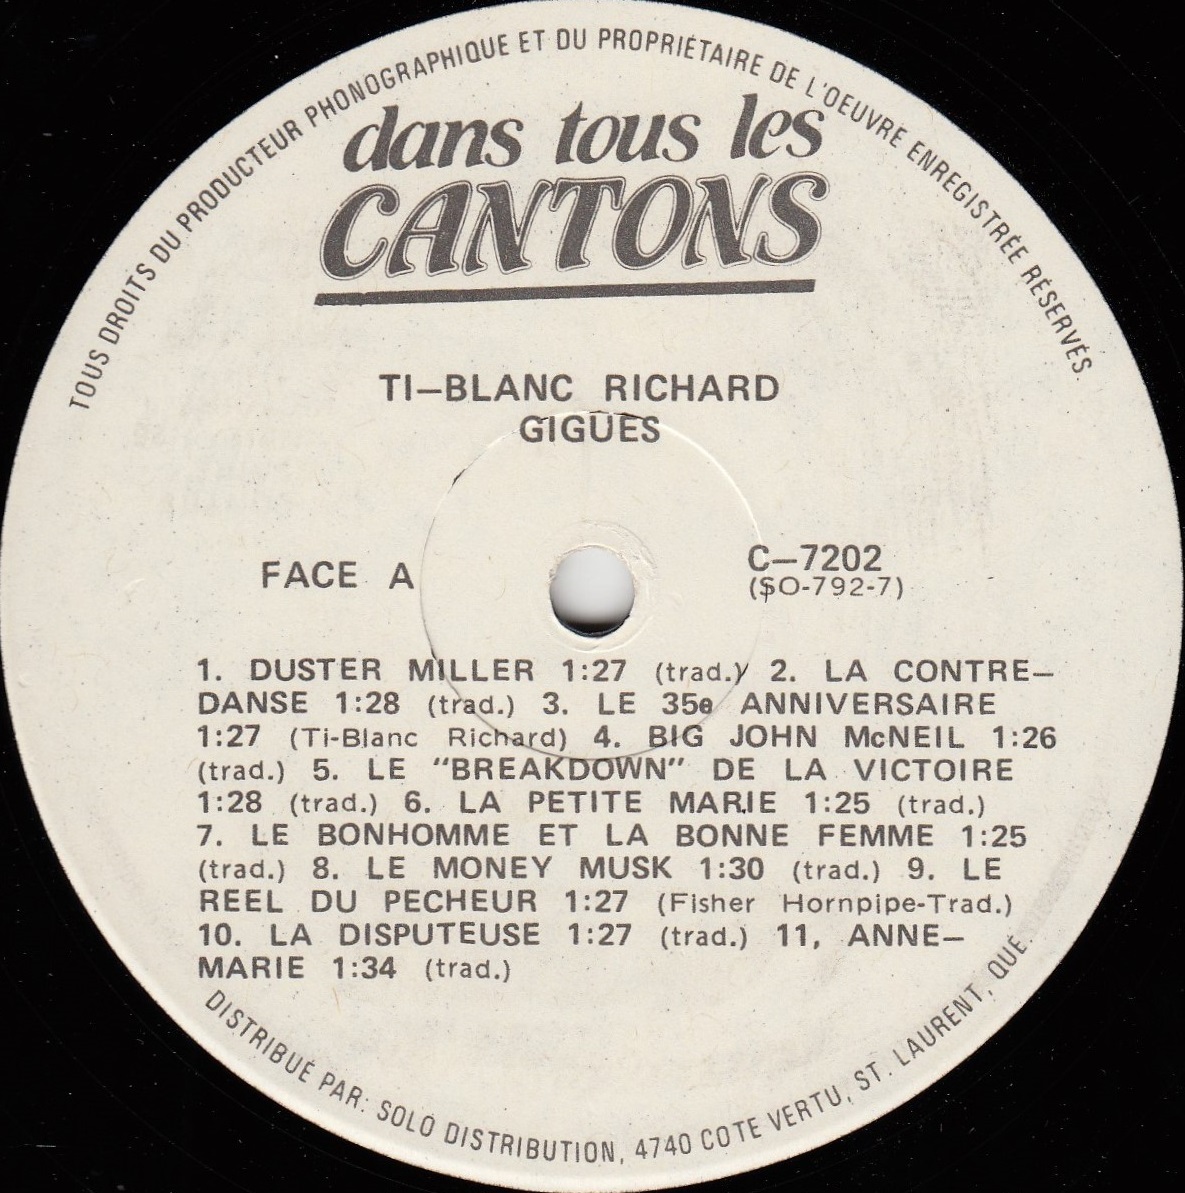 TOUS DROITS DU PRODUCTEUR PHONOGRAPHIQUE ET DU PROPRIÉTAIRE DE L'OEUVRE ENREGISTRÉE RÉSERVÉS.
dans tous les
CANTONS
TI–BLANC RICHARD
GIGUES
FACE A
C–7202
($O-792-7)
1. DUSTER MILLER 1:27 (trad.) 2. LA CONTRE–
DANSE 1:28 (trad.) 3. LE 35e ANNIVERSAIRE
1:27 (Ti-Blanc Richard) 4. BIG JOHN McNEIL 1:26
(trad.) 5. LE "BREAKDOWN" DE LA VICTOIRE
1:28 (trad.) 6. LA PETITE MARIE 1:25 (trad.)
7. LE BONHOMME ET LA BONNE FEMME 1:25
(trad.) 8. LE MONEY MUSK 1:30 (trad.) 9. LE
REEL DU PECHEUR 1:27 (Fisher Hornpipe-Trad.)
10. LA DISPUTEUSE 1:27 (trad.) 11, ANNE–
MARIE 1:34 (trad.)
DISTRIBUÉ PAR: SOLO DISTRIBUTION, 4740 COTE VERTU, ST. LAURENT, QUÉ.